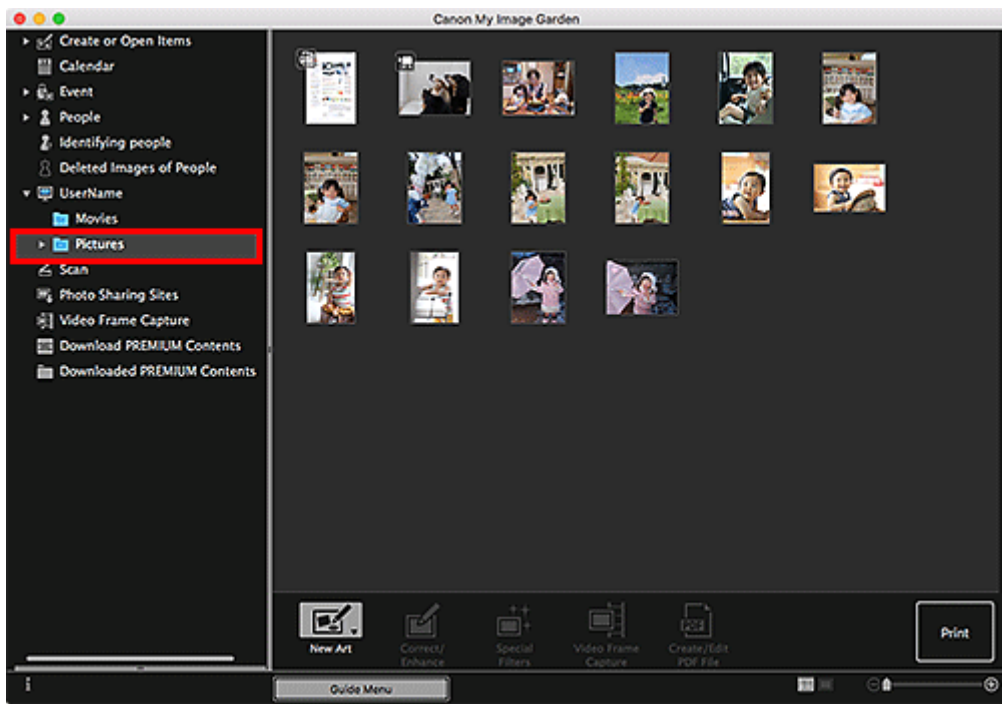 Canon My Image Garden
Create or Open Items
Calendar
Event
People
Identifying people
Deleted Images of People
UserName
Movies
Pictures
Scan
Photo Sharing Sites
Video Frame Capture
Download PREMIUM Contents
Downloaded PREMIUM Contents
New Art
Correct/
Enhance
Special
Filters
Video Frame
Capture
Create/Edit
PDF File
Print
Guide Menu